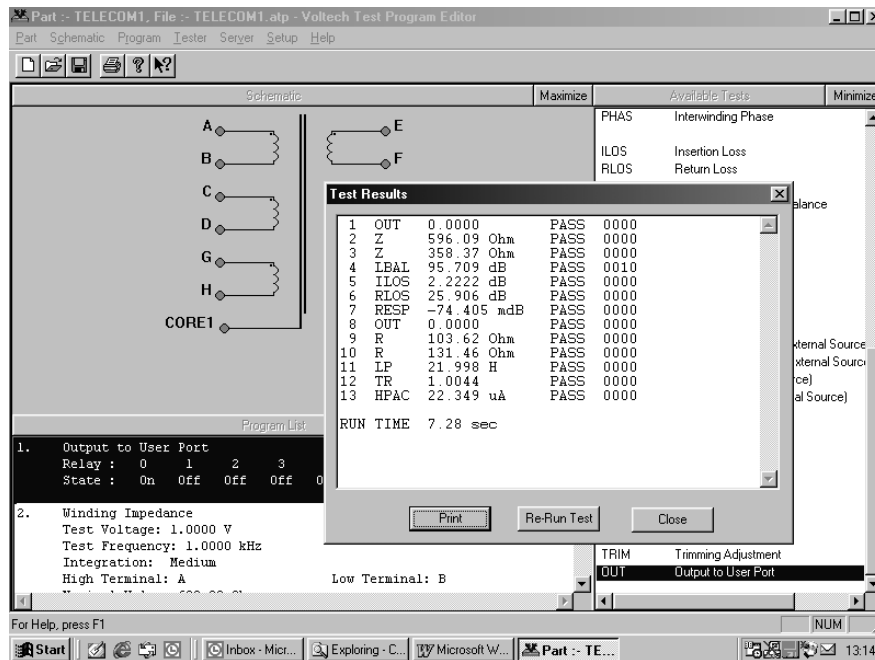 Part :- TELECOM1, File :- TELECOM1.atp - Voltech Test Program Editor
Part Schematic Program Tester Server Setup Help
Schematic
Maximize
Available Tests
Minimize
A
B
C
D
G
H
CORE1
E
F
PHAS Interwinding Phase
ILOS Insertion Loss
RLOS Return Loss
alance
xternal Source
xternal Sourc
rce)
al Source)
TRIM Trimming Adjustment
OUT Output to User Port
Test Results
1 OUT 0.0000 PASS 0000
2 Z 596.09 Ohm PASS 0000
3 Z 358.37 Ohm PASS 0000
4 LBAL 95.709 dB PASS 0010
5 ILOS 2.2222 dB PASS 0000
6 RLOS 25.906 dB PASS 0000
7 RESP -74.405 mdB PASS 0000
8 OUT 0.0000 PASS 0000
9 R 103.62 Ohm PASS 0000
10 R 131.46 Ohm PASS 0000
11 LP 21.998 H PASS 0000
12 TR 1.0044 PASS 0000
13 HPAC 22.349 uA PASS 0000
RUN TIME 7.28 sec
Print
Re-Run Test
Close
Program List
1. Output to User Port
Relay : 0 1 2 3
State : On Off Off Off
2. Winding Impedance
Test Voltage: 1.0000 V
Test Frequency: 1.0000 kHz
Integration: Medium
High Terminal: A Low Terminal: B
For Help, press F1
NUM
Start
Inbox - Micr...
Exploring - C...
Microsoft W...
Part :- TE...
13:14